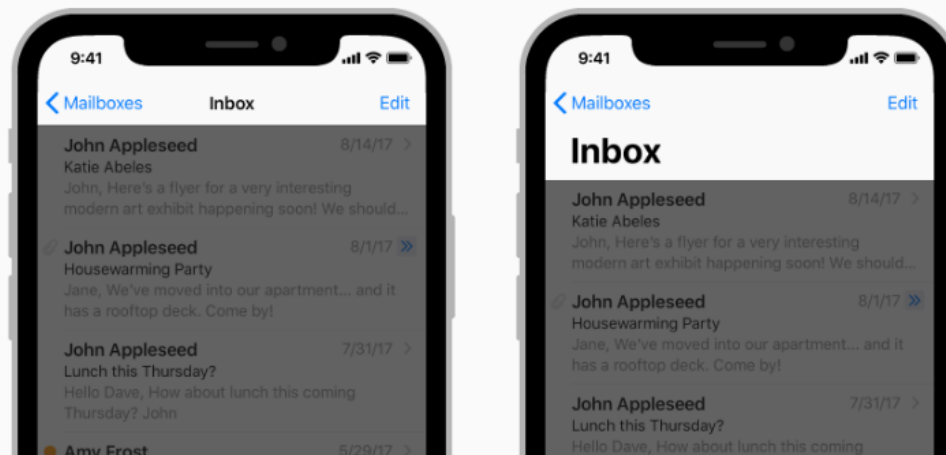 9:41
Mailboxes Inbox Edit
John Appleseed 8/14/17
Katie Abeles
John, Here's a flyer for a very interesting
modern art exhibit happening soon! We should...
John Appleseed 8/1/17
Housewarming Party
Jane, We've moved into our apartment... and it
has a rooftop deck. Come by!
John Appleseed 7/31/17
Lunch this Thursday?
Hello Dave, How about lunch this coming
Thursday? John
Amy Frost 5/29/17
9:41
Mailboxes Edit
Inbox
John Appleseed 8/14/17
Katie Abeles
John, Here's a flyer for a very interesting
modern art exhibit happening soon! We should...
John Appleseed 8/1/17
Housewarming Party
Jane, We've moved into our apartment... and it
has a rooftop deck. Come by!
John Appleseed 7/31/17
Lunch this Thursday?
Hello Dave, How about lunch this coming